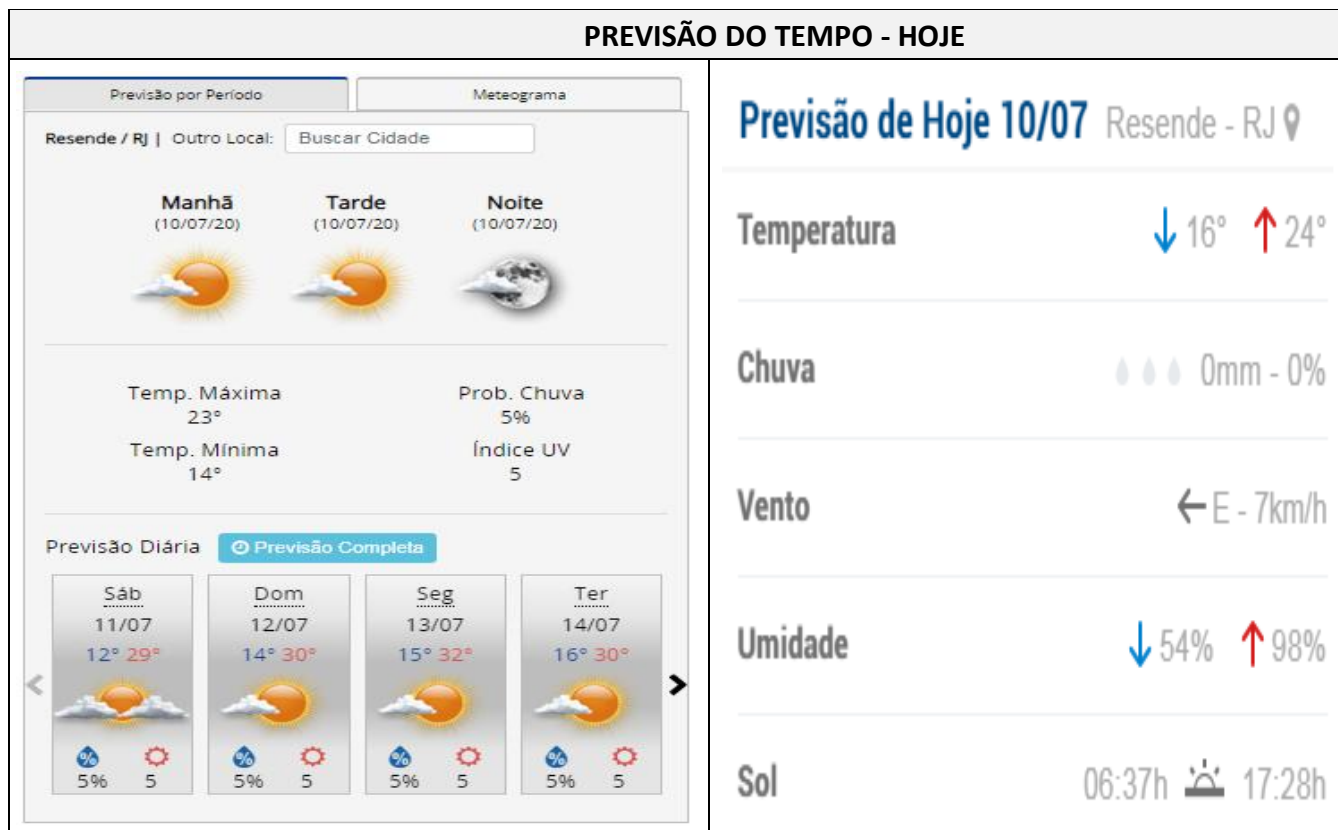 PREVISÃO DO TEMPO - HOJE
Previsão por Período
Meteograma
Resende / RJ | Outro Local: Buscar Cidade
Manhã Tarde Noite
(10/07/20) (10/07/20) (10/07/20)
Temp. Máxima Prob. Chuva
23° 5%
Temp. Mínima Índice UV
14° 5
Previsão Diária Previsão Completa
Sáb Dom Seg Ter
11/07 12/07 13/07 14/07
12° 29° 14° 30° 15° 32° 16° 30°
% % % %
5% 5 5% 5 5% 5 5% 5
Previsão de Hoje 10/07 Resende - RJ
Temperatura 16° 24°
Chuva 0mm - 0%
Vento E - 7km/h
Umidade 54% 98%
Sol 06:37h 17:28h